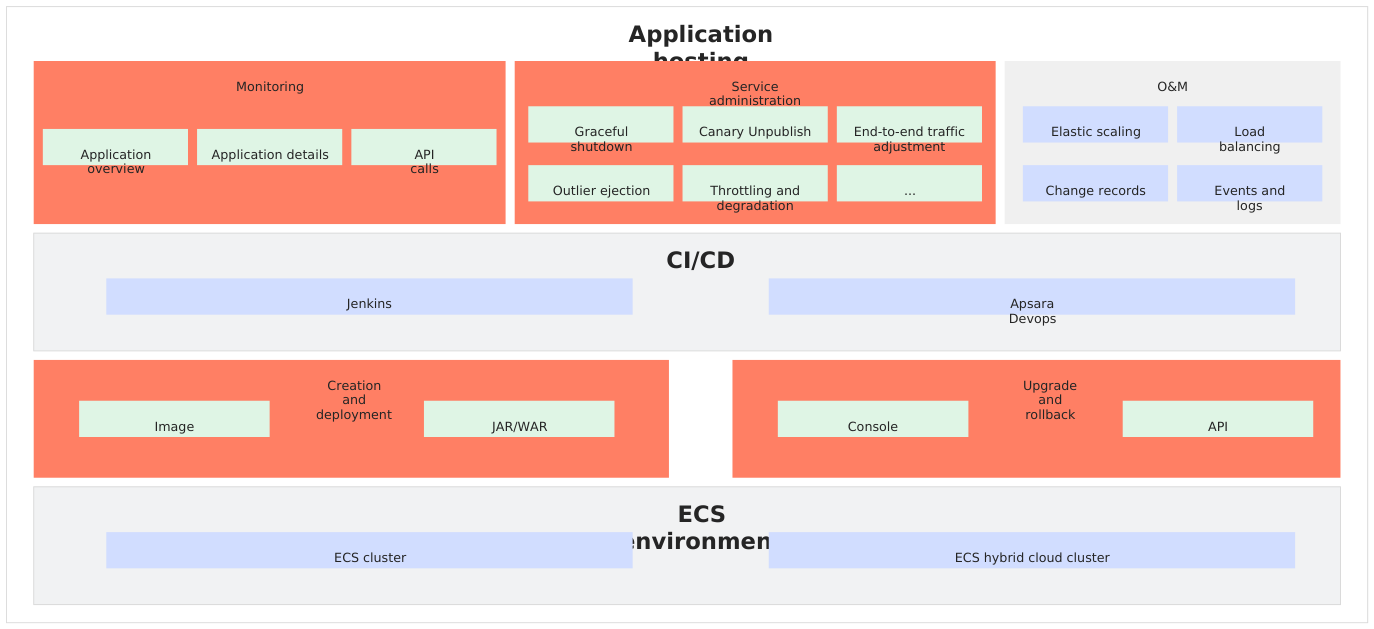 Application
hosting
Monitoring
Service
administration
O&M
Application
overview
Application details
API
calls
Graceful
shutdown
Canary Unpublish
End-to-end traffic
adjustment
Elastic scaling
Load
balancing
Outlier ejection
Throttling and
degradation
...
Change records
Events and
logs
CI/CD
Jenkins
Apsara
Devops
Creation
and
deployment
Image
JAR/WAR
Upgrade
and
rollback
Console
API
ECS
environment
ECS cluster
ECS hybrid cloud cluster